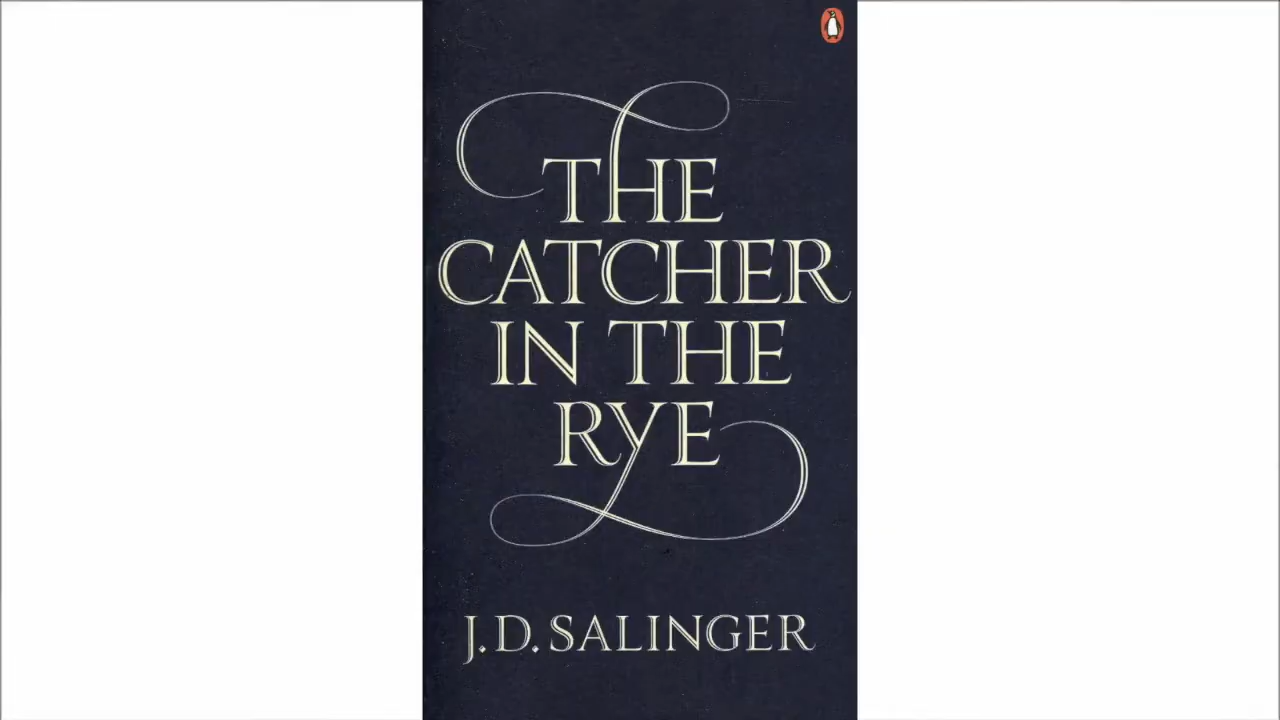 THE
CATCHER
IN THE
RYE
J.D. SALINGER